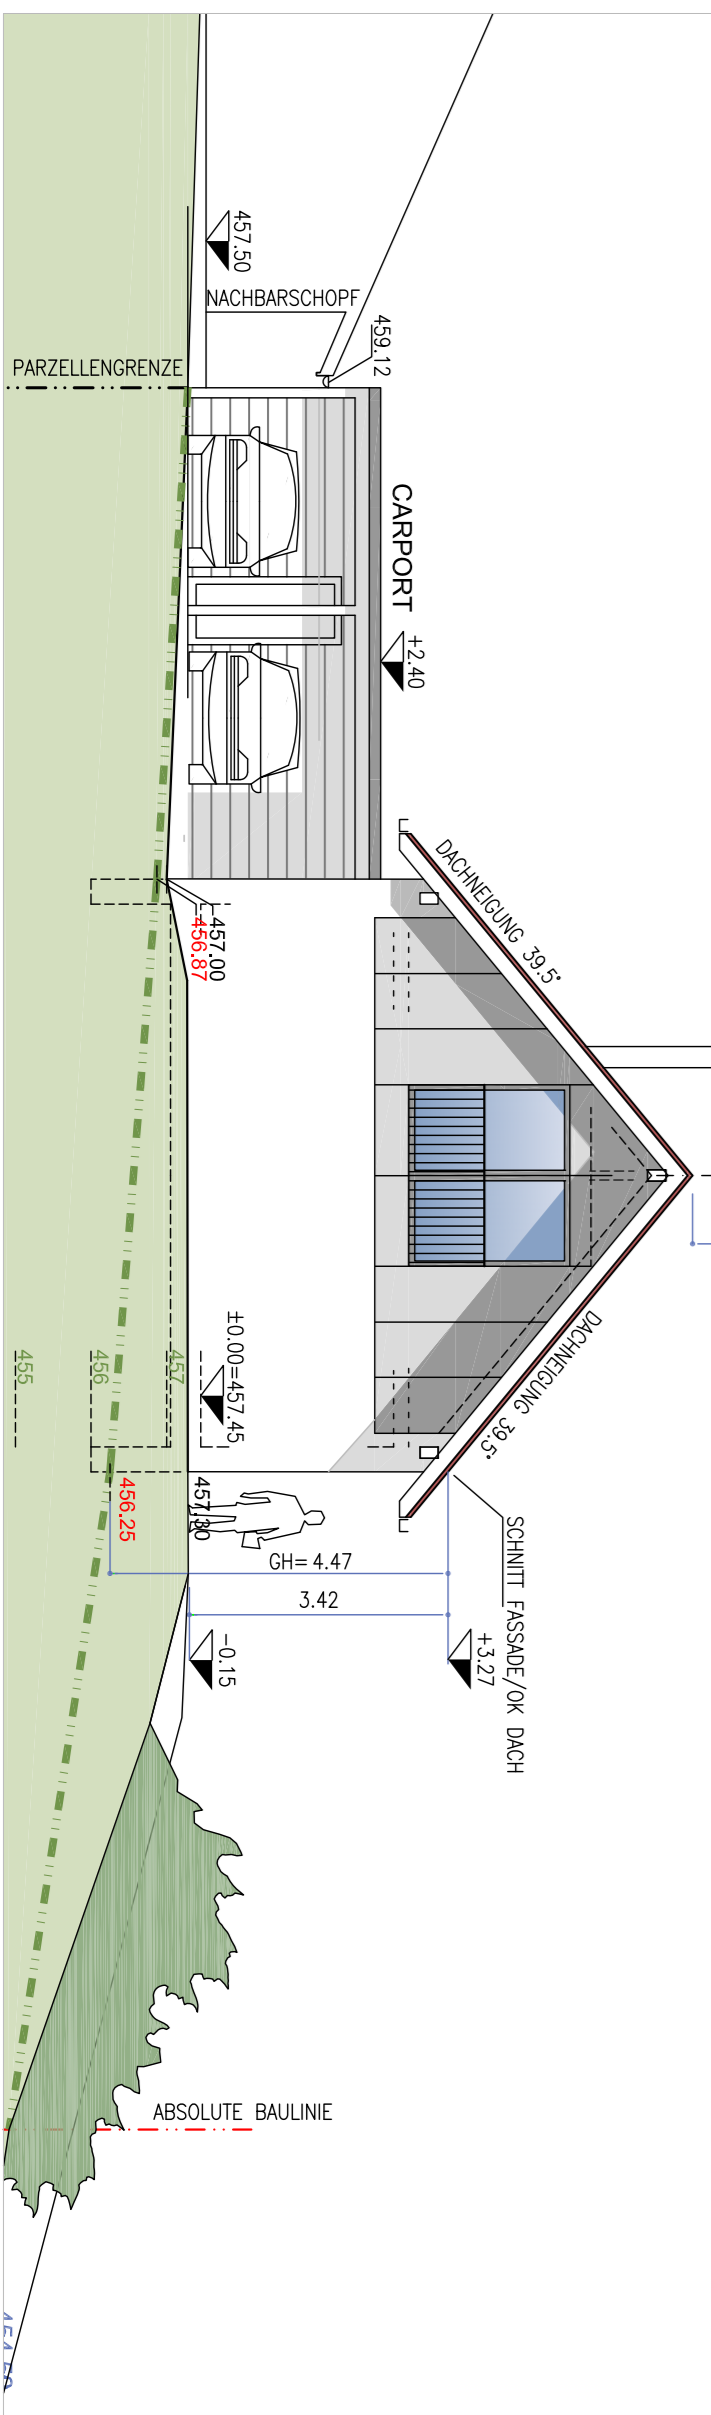 457.50
NACHBARSCHOPF
459.12
PARZELLENGRENZE
CARPORT
+2.40
DACHNEIGUNG 39.5°
457.00
456.87
±0.00=457.45
457
456
455
DACHNEIGUNG 39.5°
456.25
457.30
SCHNITT FASSADE/OK DACH
GH= 4.47
3.42
-0.15
+3.27
ABSOLUTE BAULINIE